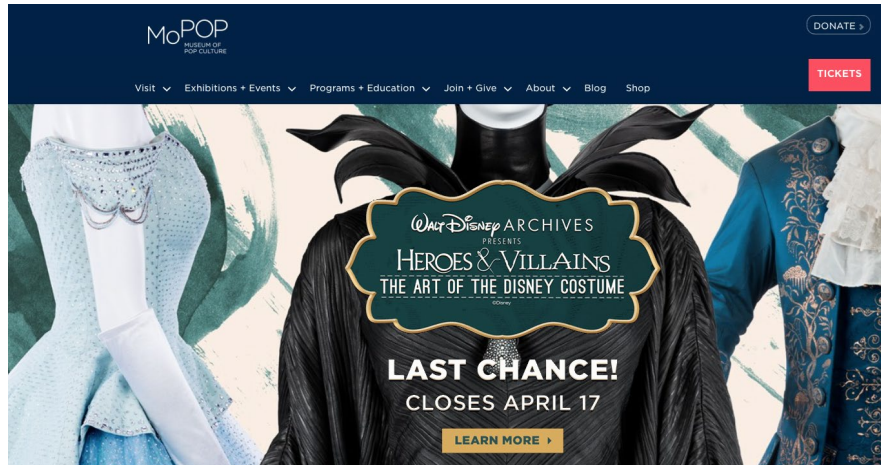 MoPOP
MUSEUM OF
POP CULTURE
DONATE
TICKETS
Visit Exhibitions + Events Programs + Education Join + Give About Blog Shop
WALT DISNEY ARCHIVES
PRESENTS
HEROES & VILLAINS
THE ART OF THE DISNEY COSTUME
©Disney
LAST CHANCE!
CLOSES APRIL 17
LEARN MORE